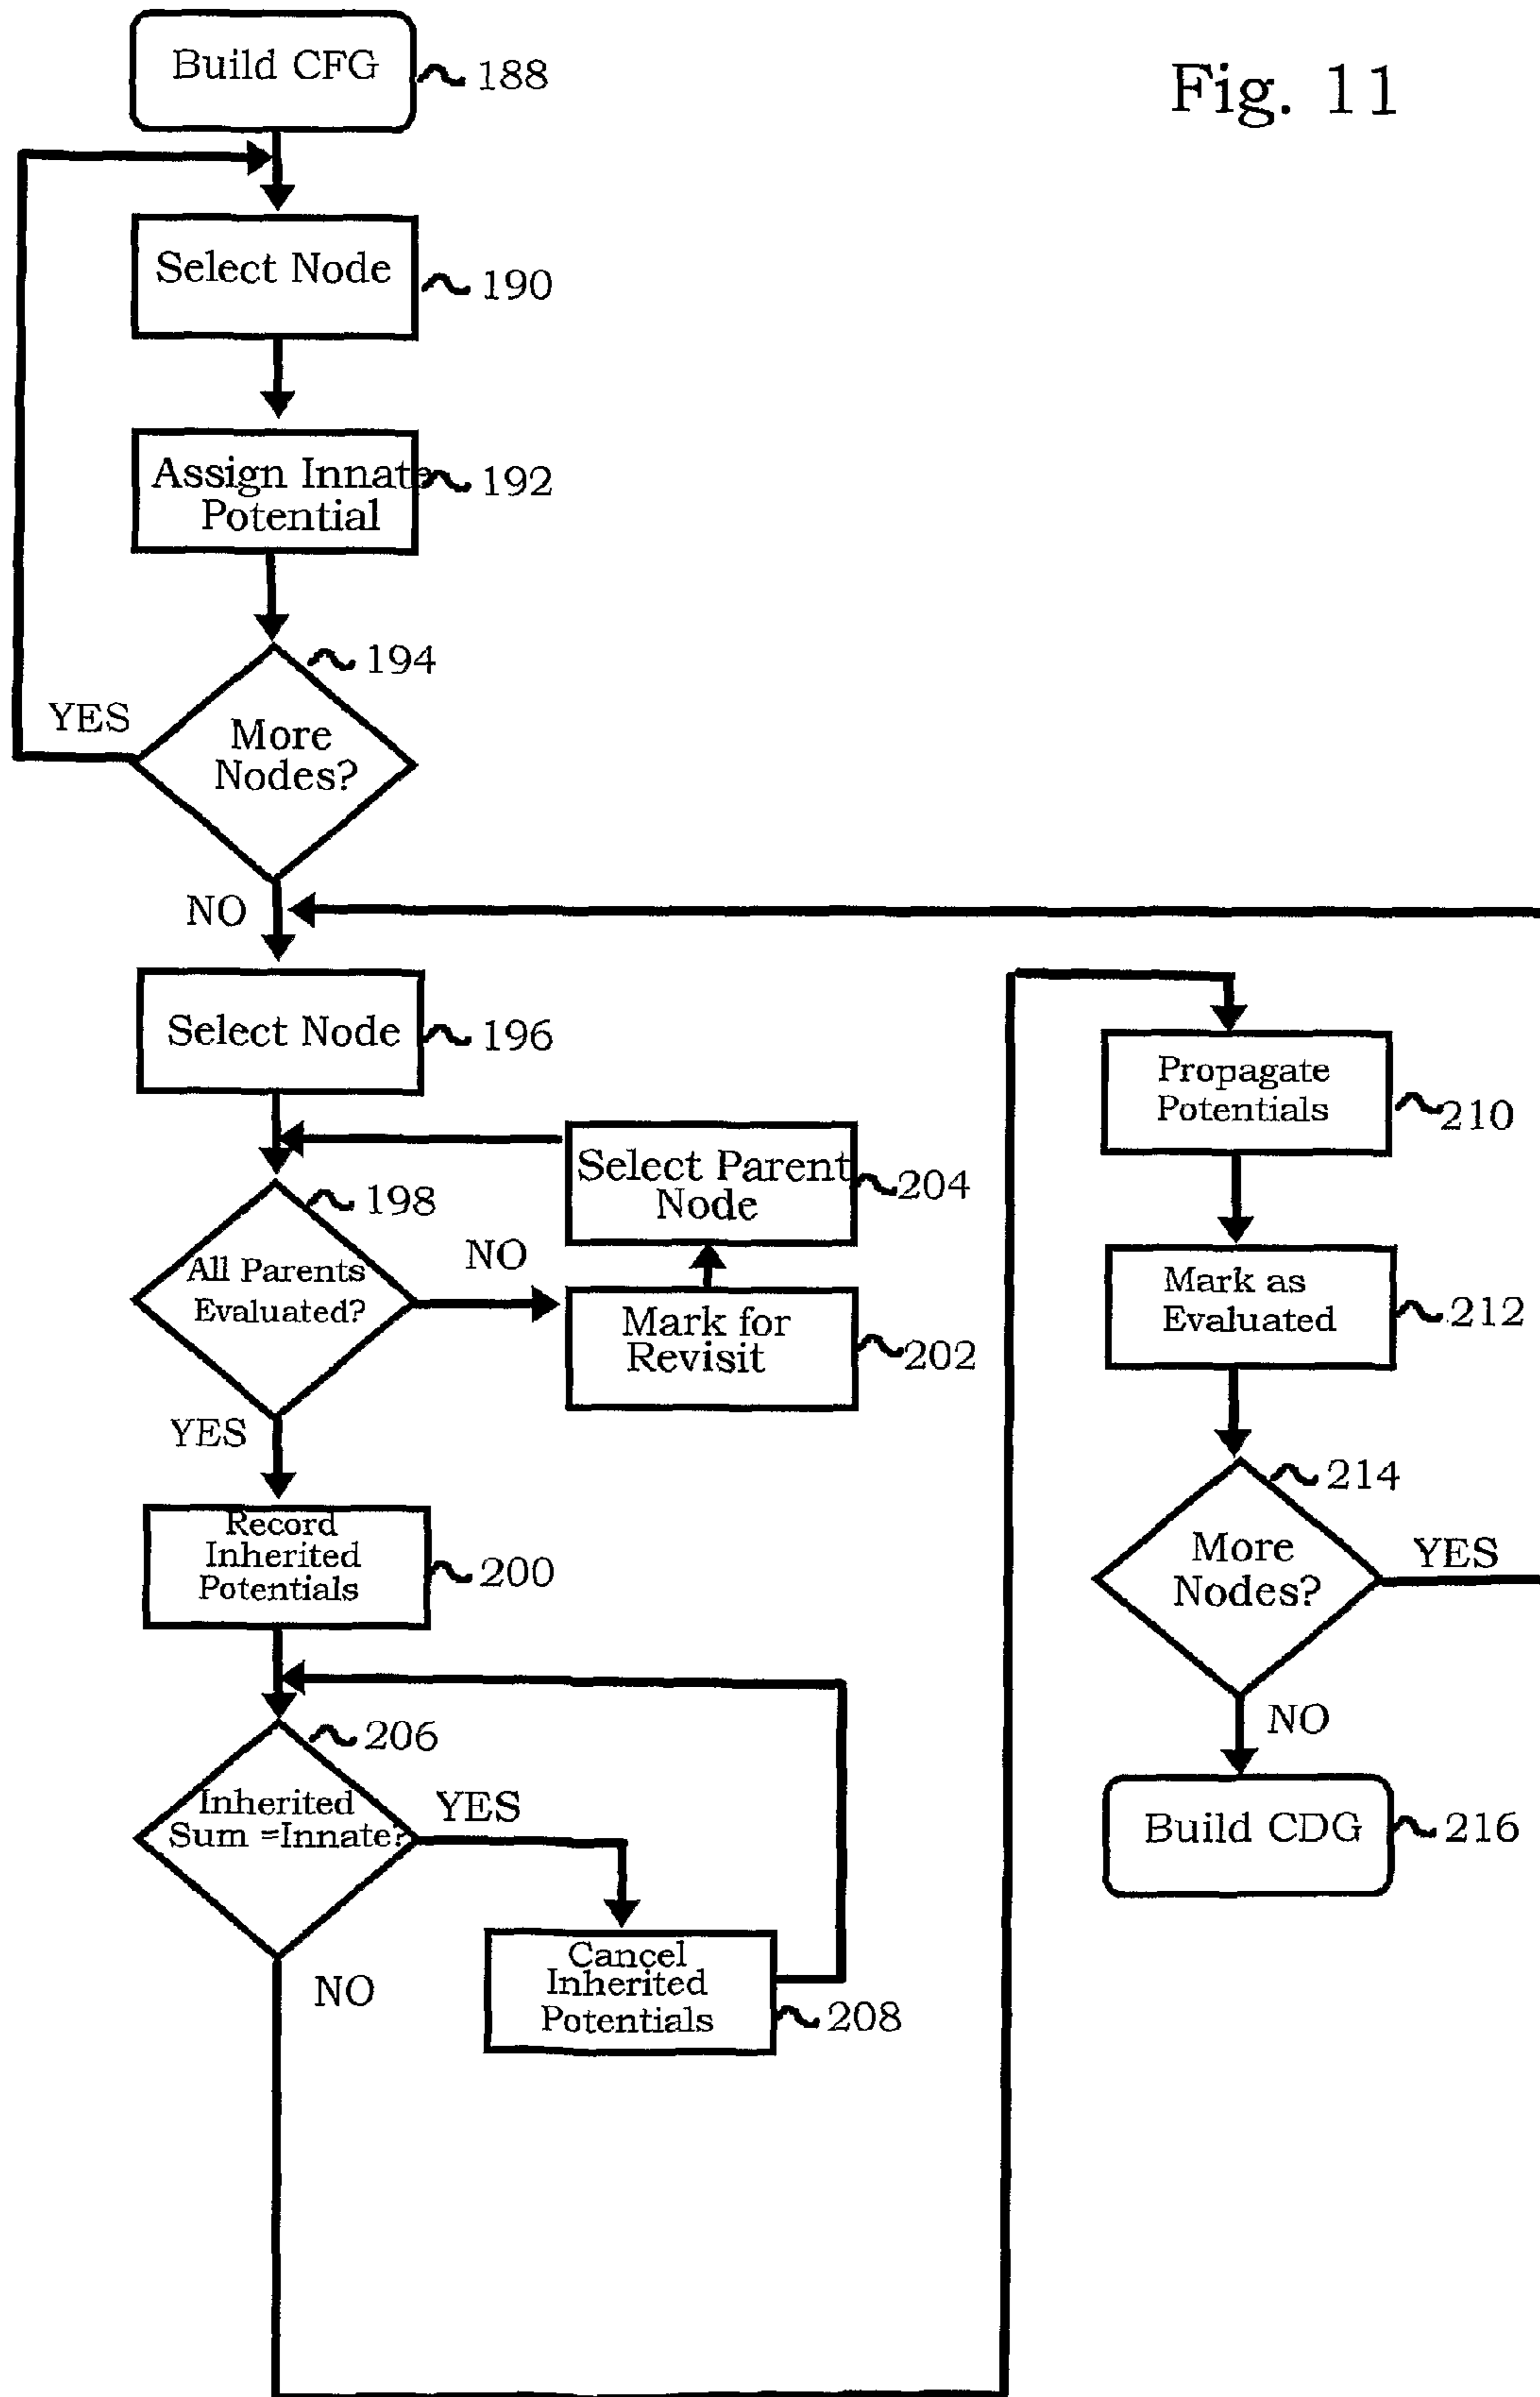 Fig. 11
Build CFG
188
Select Node
190
Assign Innate
Potential
192
194
More
Nodes?
YES
NO
Select Node
196
198
All Parents
Evaluated?
NO
YES
Select Parent
Node
204
Mark for
Revisit
202
Record
Inherited
Potentials
200
206
Inherited
Sum =Innate?
YES
NO
Cancel
Inherited
Potentials
208
Propagate
Potentials
210
Mark as
Evaluated
212
214
More
Nodes?
YES
NO
Build CDG
216